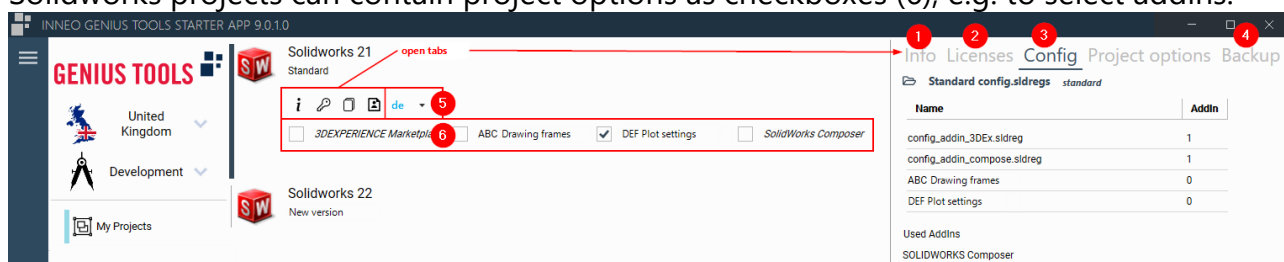 Solidworks projects can contain project options as checkboxes (6), e.g. to select addins.
INNEO GENIUS TOOLS STARTER APP 9.0.1.0
GENIUS TOOLS
United
Kingdom
Development
My Projects
Solidworks 21
Standard
open tabs
i
de
5
3DEXPERIENCE Marketpla
6
ABC Drawing frames
DEF Plot settings
SolidWorks Composer
Solidworks 22
New version
1 2 3 4
Info Licenses Config Project options Backup
Standard config.sldregs standard
Name AddIn
config_addin_3DEx.sldreg 1
config_addin_compose.sldreg 1
ABC Drawing frames 0
DEF Plot settings 0
Used AddIns
SOLIDWORKS Composer